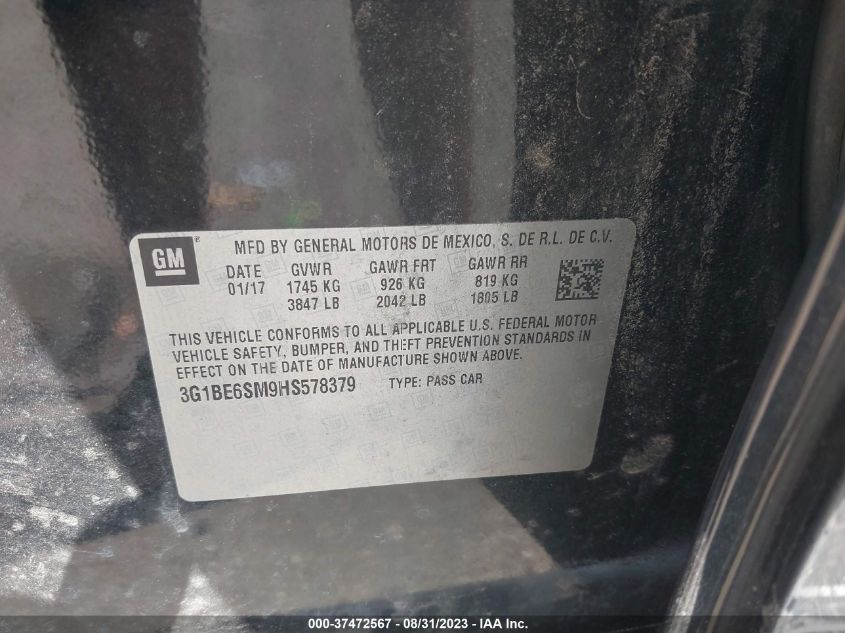 GM ®
MFD BY GENERAL MOTORS DE MEXICO, S. DE R.L. DE C.V.
DATE GVWR GAWR FRT GAWR RR
01/17 1745 KG 926 KG 819 KG
3847 LB 2042 LB 1805 LB
THIS VEHICLE CONFORMS TO ALL APPLICABLE U.S. FEDERAL MOTOR
VEHICLE SAFETY, BUMPER, AND THEFT PREVENTION STANDARDS IN
EFFECT ON THE DATE OF MANUFACTURE SHOWN ABOVE.
3G1BE6SM9HS578379 TYPE: PASS CAR
000-37472567 - 08/31/2023 - IAA Inc.